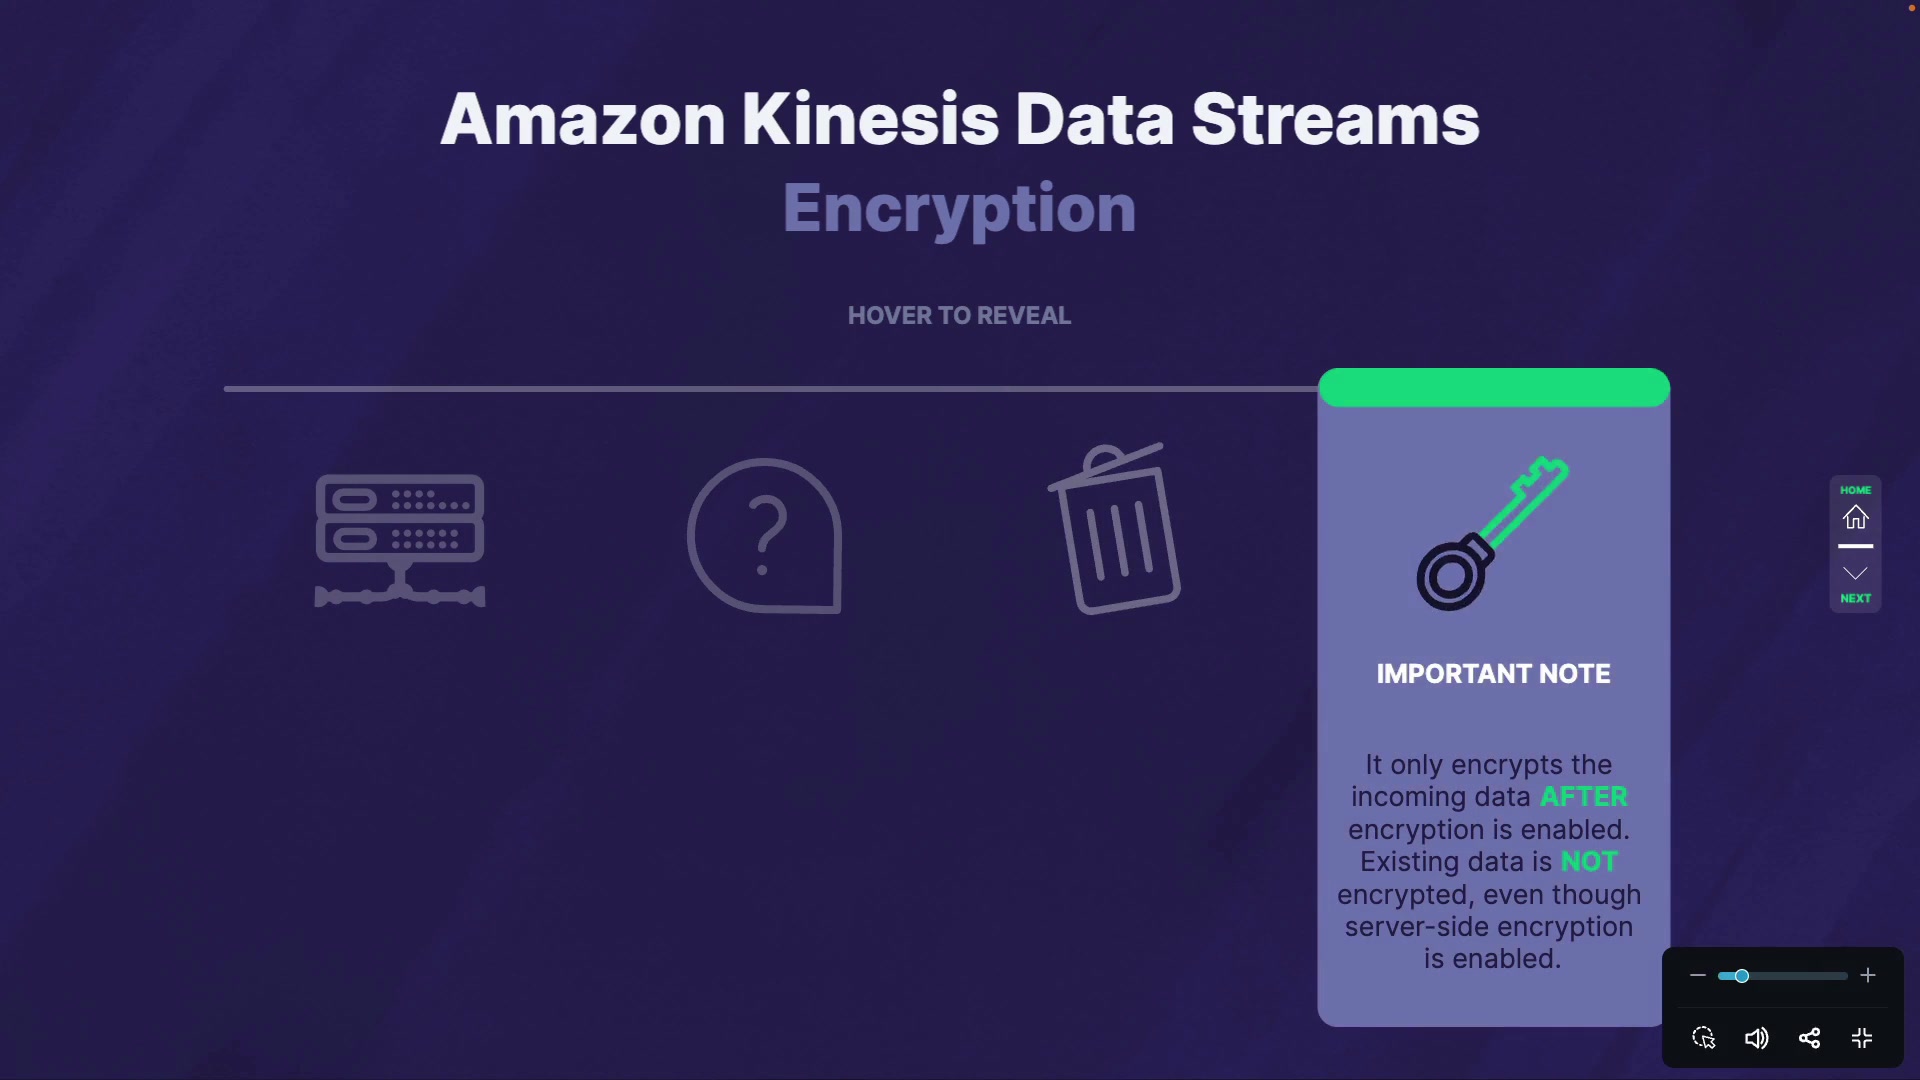 Amazon Kinesis Data Streams
Encryption
HOVER TO REVEAL
?
IMPORTANT NOTE
It only encrypts the
incoming data AFTER
encryption is enabled.
Existing data is NOT
encrypted, even though
server-side encryption
is enabled.
HOME
NEXT